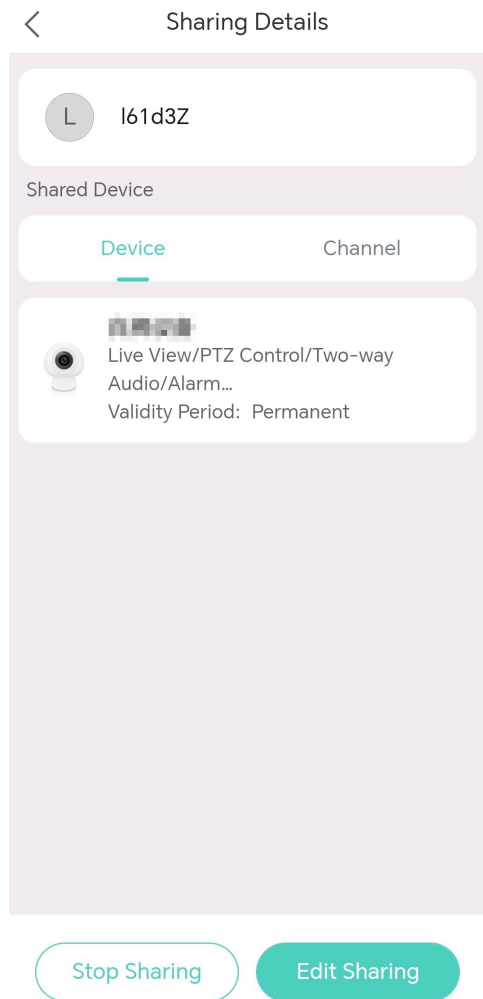 Sharing Details
L
l61d3Z
Shared Device
Device
Channel
Live View/PTZ Control/Two-way
Audio/Alarm...
Validity Period: Permanent
Stop Sharing
Edit Sharing